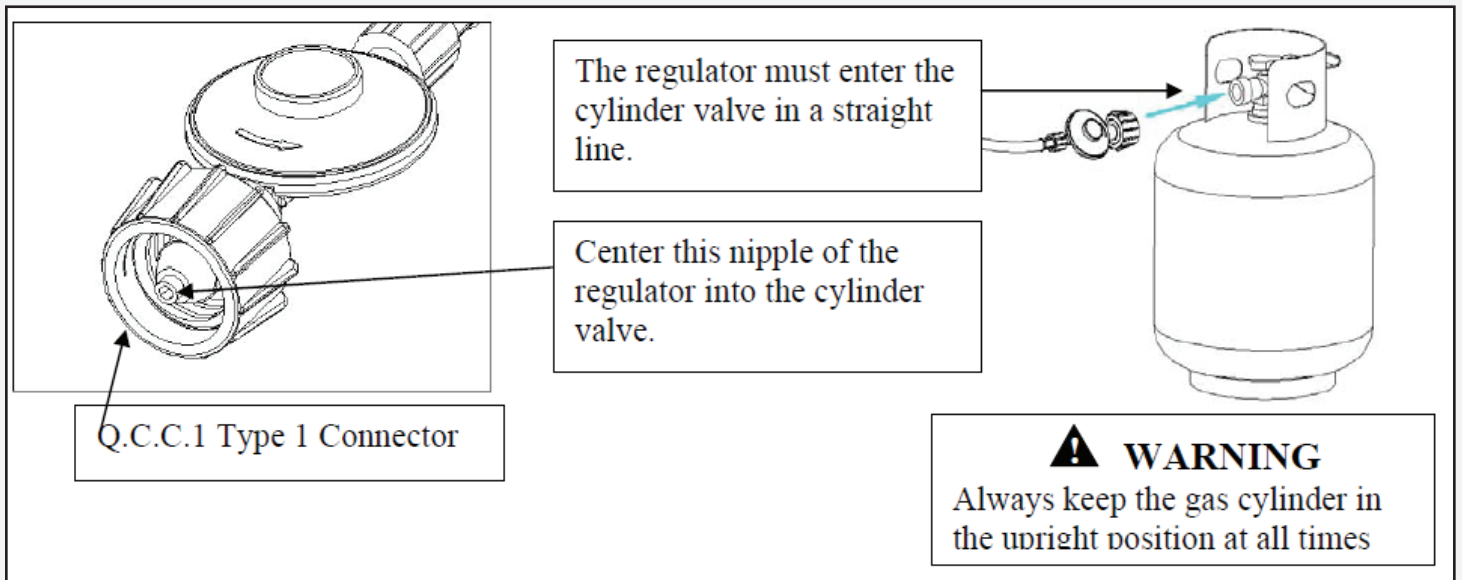 The regulator must enter the
cylinder valve in a straight
line.
Center this nipple of the
regulator into the cylinder
valve.
Q.C.C.1 Type 1 Connector
WARNING
Always keep the gas cylinder in
the upright position at all times